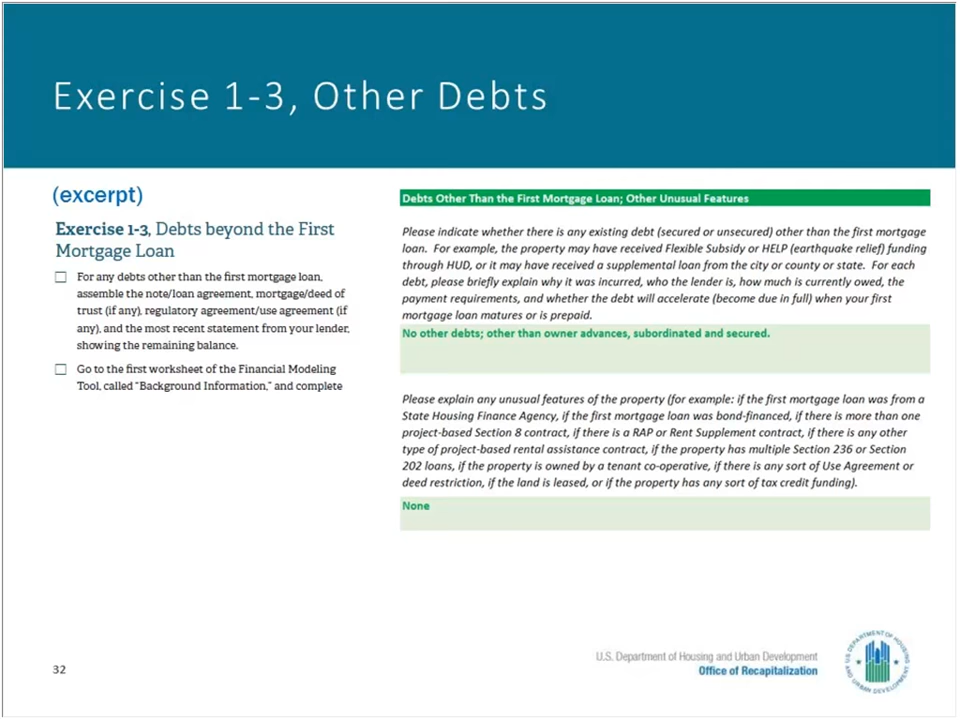 Exercise 1-3, Other Debts
(excerpt)
Exercise 1-3, Debts beyond the First
Mortgage Loan
For any debts other than the first mortgage loan,
assemble the note/loan agreement, mortgage/deed of
trust (if any), regulatory agreement/use agreement (if
any), and the most recent statement from your lender,
showing the remaining balance.
Go to the first worksheet of the Financial Modeling
Tool, called "Background Information," and complete
Debts Other Than the First Mortgage Loan; Other Unusual Features
Please indicate whether there is any existing debt (secured or unsecured) other than the first mortgage
loan. For example, the property may have received Flexible Subsidy or HELP (earthquake relief) funding
through HUD, or it may have received a supplemental loan from the city or county or state. For each
debt, please briefly explain why it was incurred, who the lender is, how much is currently owed, the
payment requirements, and whether the debt will accelerate (become due in full) when your first
mortgage loan matures or is prepaid.
No other debts; other than owner advances, subordinated and secured.
Please explain any unusual features of the property (for example: if the first mortgage loan was from a
State Housing Finance Agency, if the first mortgage loan was bond-financed, if there is more than one
project-based Section 8 contract, if there is a RAP or Rent Supplement contract, if there is any other
type of project-based rental assistance contract, if the property has multiple Section 236 or Section
202 loans, if the property is owned by a tenant co-operative, if there is any sort of Use Agreement or
deed restriction, if the land is leased, or if the property has any sort of tax credit funding).
None
32
U.S. Department of Housing and Urban Development
Office of Recapitalization
U.S. DEPARTMENT OF HOUSING
AND URBAN DEVELOPMENT